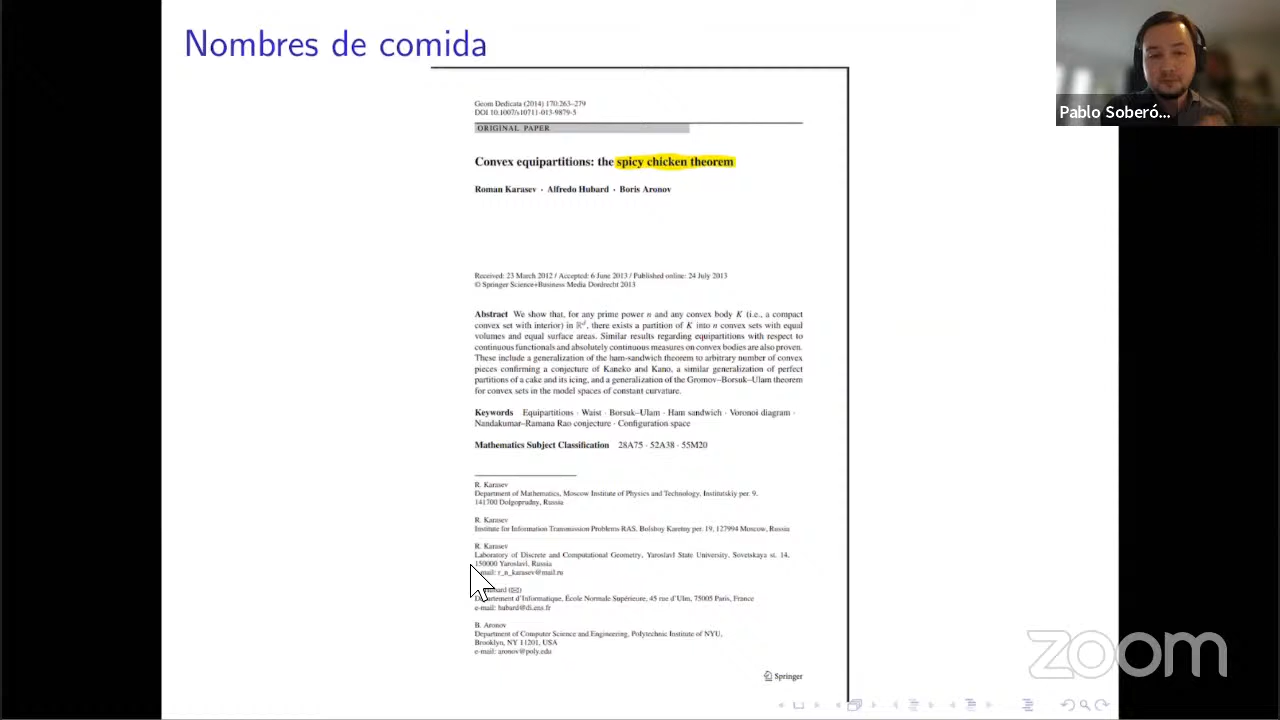 Nombres de comida
Pablo Soberó...
Geom Dedicata (2014) 170:263–279
DOI 10.1007/s10711-013-9879-5
ORIGINAL PAPER
Convex equipartitions: the spicy chicken theorem
Roman Karasev · Alfredo Hubard · Boris Aronov
Received: 23 March 2012 / Accepted: 6 June 2013 / Published online: 24 July 2013
© Springer Science+Business Media Dordrecht 2013
Abstract We show that, for any prime power n and any convex body K (i.e., a compact
convex set with interior) in ℝᵈ, there exists a partition of K into n convex sets with equal
volumes and equal surface areas. Similar results regarding equipartitions with respect to
continuous functionals and absolutely continuous measures on convex bodies are also proven.
These include a generalization of the ham-sandwich theorem to arbitrary number of convex
pieces confirming a conjecture of Kaneko and Kano, a similar generalization of perfect
partitions of a cake and its icing, and a generalization of the Gromov–Borsuk–Ulam theorem
for convex sets in the model spaces of constant curvature.
Keywords Equipartitions · Waist · Borsuk–Ulam · Ham sandwich · Voronoi diagram ·
Nandakumar–Ramana Rao conjecture · Configuration space
Mathematics Subject Classification 28A75 · 52A38 · 55M20
R. Karasev
Department of Mathematics, Moscow Institute of Physics and Technology, Institutskiy per. 9,
141700 Dolgoprudny, Russia
R. Karasev
Institute for Information Transmission Problems RAS, Bolshoy Karetny per. 19, 127994 Moscow, Russia
R. Karasev
Laboratory of Discrete and Computational Geometry, Yaroslavl State University, Sovetskaya st. 14,
150000 Yaroslavl, Russia
mail: r_n_karasev@mail.ru
bard (✉)
Département d'Informatique, École Normale Supérieure, 45 rue d'Ulm, 75005 Paris, France
e-mail: hubard@di.ens.fr
B. Aronov
Department of Computer Science and Engineering, Polytechnic Institute of NYU,
Brooklyn, NY 11201, USA
e-mail: aronov@poly.edu
Springer
zoom